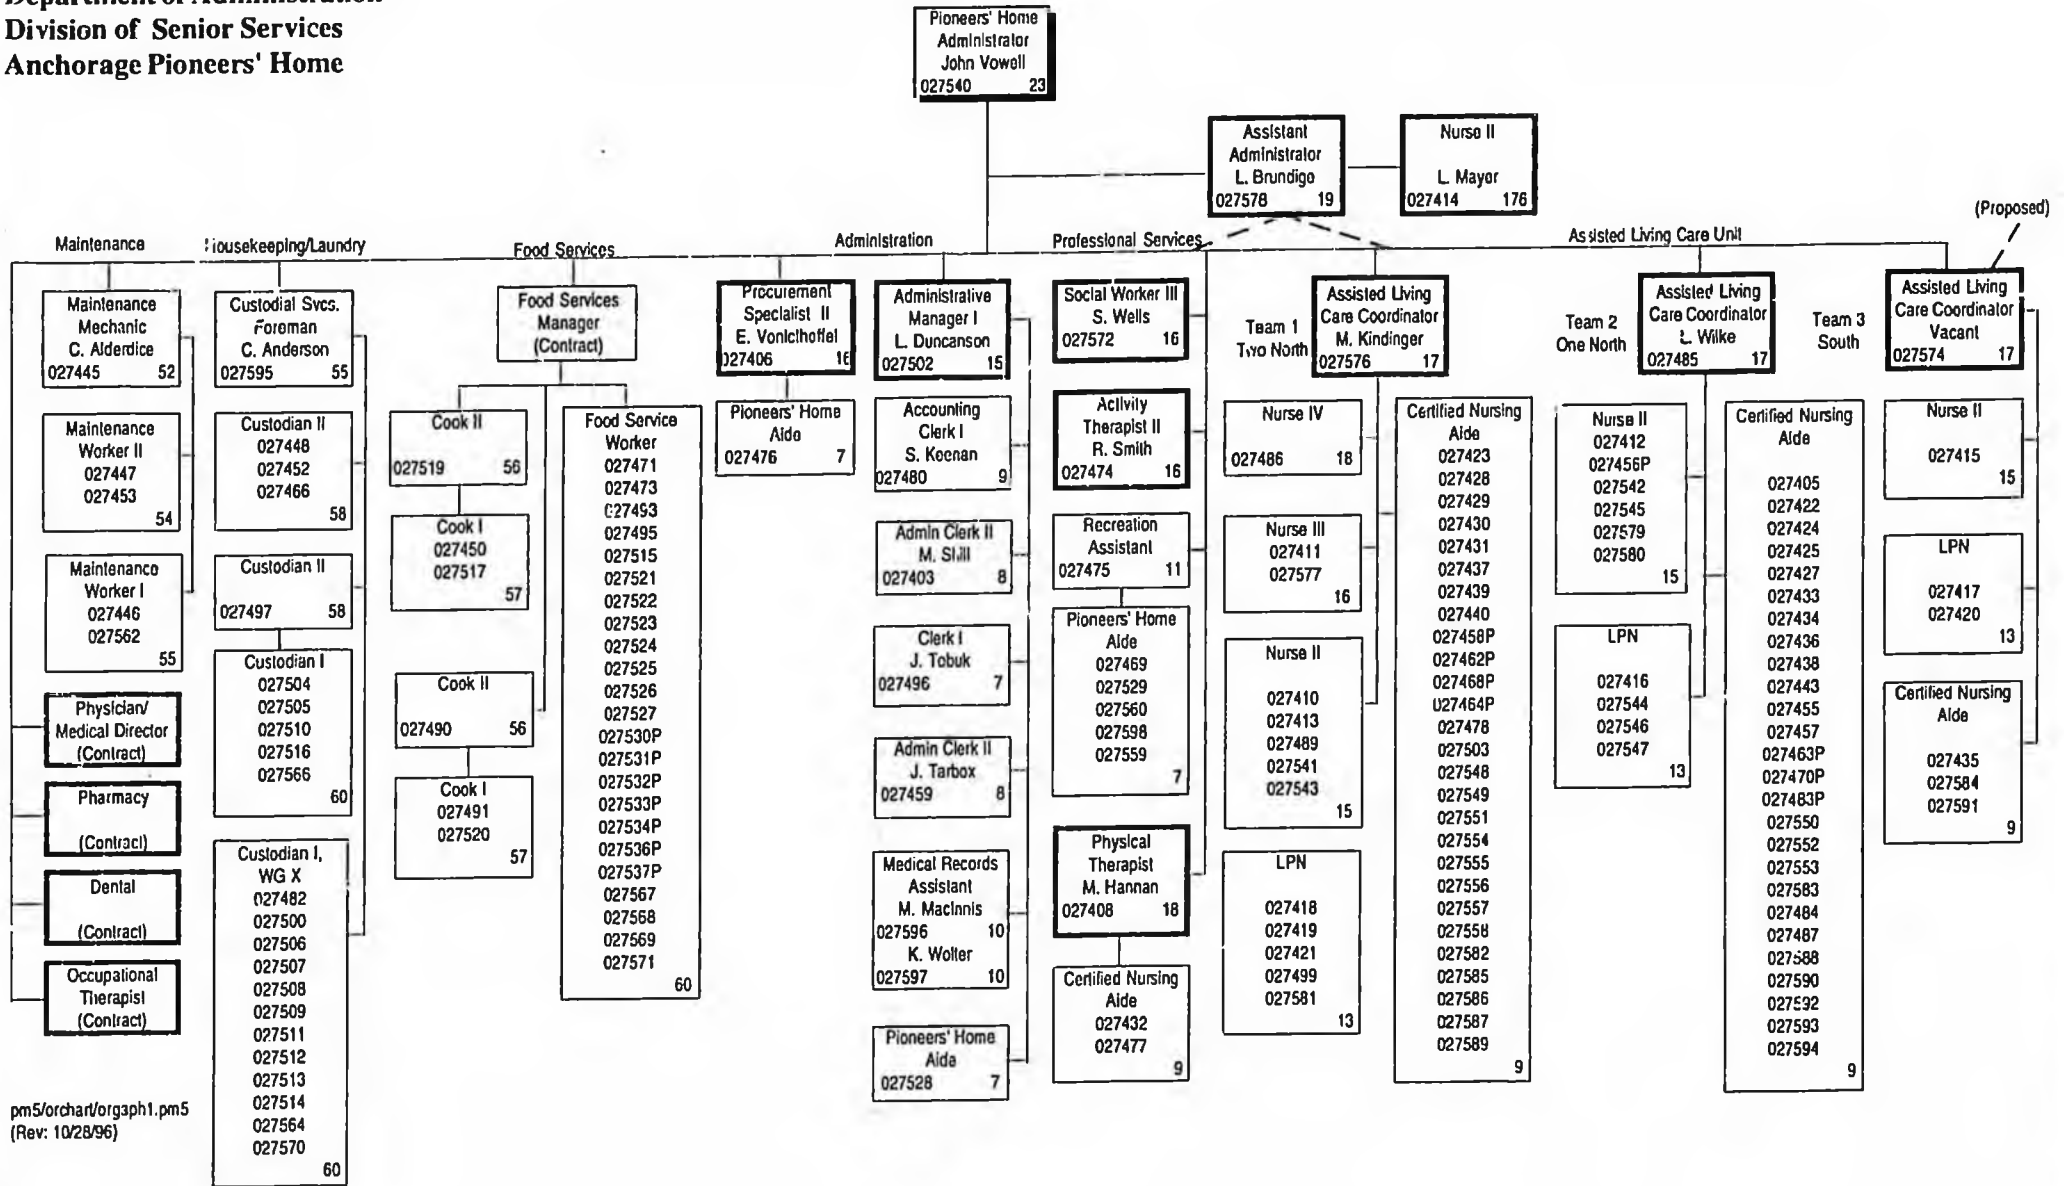 Department of Administration
Division of Senior Services
Anchorage Pioneers' Home
Pioneers' Home
Administrator
John Vowell
027540 23
Assistant
Administrator
L. Brundige
027578 19
Nurse II
L. Mayor
027414 176
(Proposed)
Maintenance
Housekeeping/Laundry
Food Services
Administration
Professional Services
Assisted Living Care Unit
Maintenance
Mechanic
C. Alderdice
027445 52
Maintenance
Worker II
027447
027453
54
Maintenance
Worker I
027446
027562
55
Physician/
Medical Director
(Contract)
Pharmacy
(Contract)
Dental
(Contract)
Occupational
Therapist
(Contract)
Custodial Svcs.
Foreman
C. Anderson
027595 55
Custodian II
027448
027452
027466
58
Custodian II
027497 58
Custodian I
027504
027505
027510
027516
027566
60
Custodian I,
WG X
027482
027500
027506
027507
027508
027509
027511
027512
027513
027514
027564
027570
60
Food Services
Manager
(Contract)
Cook II
027519 56
Cook I
027450
027517
57
Cook II
027490 56
Cook I
027491
027520
57
Food Service
Worker
027471
027473
027493
027495
027515
027521
027522
027523
027524
027525
027526
027527
027530P
027531P
027532P
027533P
027534P
027536P
027537P
027567
027568
027569
027571
60
Procurement
Specialist II
E. Vonlcthoffel
027406 16
Pioneers' Home
Aide
027476 7
Administrative
Manager I
L. Duncanson
027502 15
Accounting
Clerk I
S. Keenan
027480 9
Admin Clerk II
M.
027403 8
Clerk I
J. Tobuk
027496 7
Admin Clerk II
J. Tarbox
027459 8
Medical Records
Assistant
M. MacInnis
027596 10
K. Wolter
027597 10
Pioneers' Home
Aide
027528 7
Social Worker III
S. Wells
027572 16
Activity
Therapist II
R. Smith
027474 16
Recreation
Assistant
027475 11
Pioneers' Home
Aide
027469
027529
027560
027598
027559
7
Physical
Therapist
M. Hannan
027408 18
Certified Nursing
Aide
027432
027477
9
Team 1
Two North
Assisted Living
Care Coordinator
M. Kindinger
027576 17
Nurse IV
027486 18
Nurse III
027411
027577
16
Nurse II
027410
027413
027489
027541
027543
15
LPN
027418
027419
027421
027499
027581
13
Certified Nursing
Aide
027423
027428
027429
027430
027431
027437
027439
027440
027458P
027462P
027468P
027464P
027478
027503
027548
027549
027551
027554
027555
027556
027557
027558
027582
027585
027586
027587
027589
9
Team 2
One North
Assisted Living
Care Coordinator
L. Wilke
027485 17
Nurse II
027412
027456P
027542
027545
027579
027580
15
LPN
027416
027544
027546
027547
13
Certified Nursing
Aide
027405
027422
027424
027425
027427
027433
027434
027436
027438
027443
027455
027457
027463P
027470P
027483P
027550
027552
027553
027583
027484
027487
027588
027590
027592
027593
027594
9
Team 3
South
Assisted Living
Care Coordinator
Vacant
027574 17
Nurse II
027415
15
LPN
027417
027420
13
Certified Nursing
Aide
027435
027584
027591
9
pm5/orchart/orgaph1.pm5
(Rev: 10/28/96)